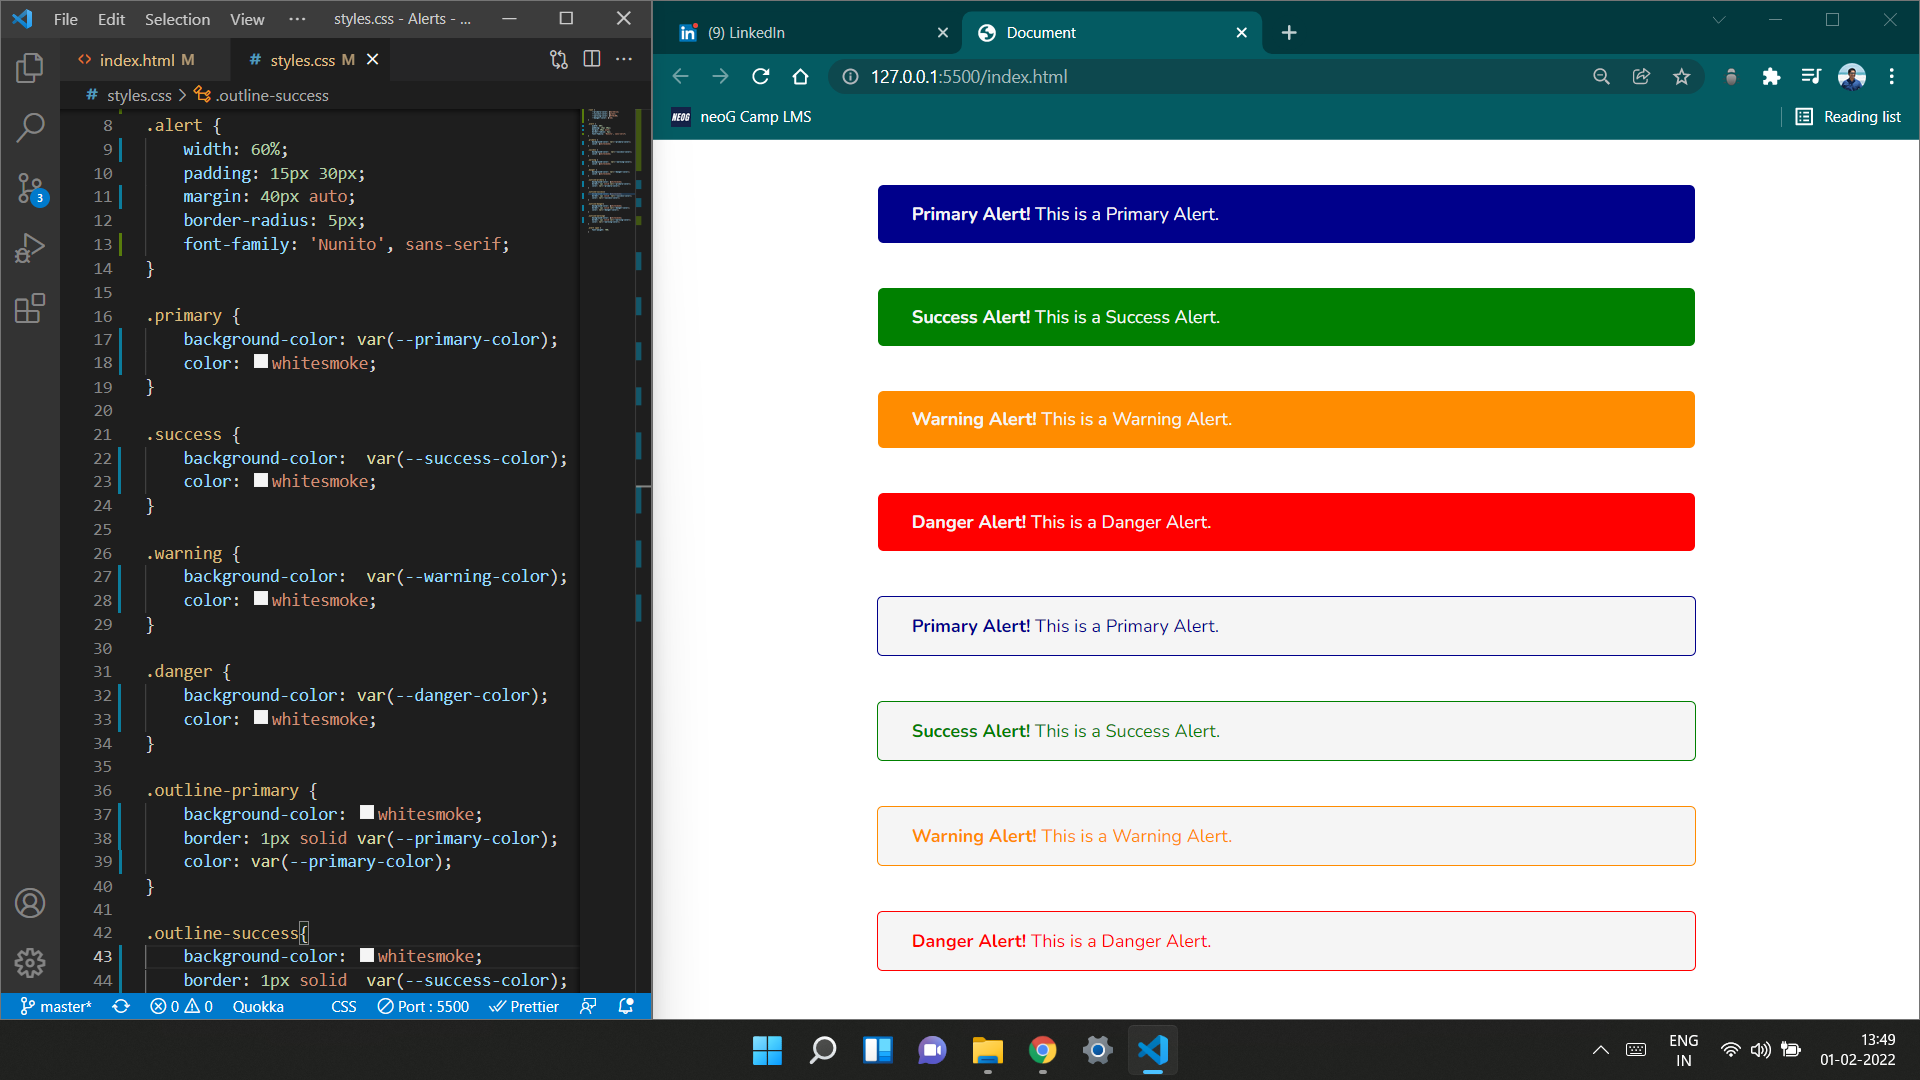 File Edit Selection View ··· styles.css - Alerts - ...
index.html M
# styles.css M
# styles.css > .outline-success
8 .alert {
9 width: 60%;
10 padding: 15px 30px;
11 margin: 40px auto;
12 border-radius: 5px;
13 font-family: 'Nunito', sans-serif;
14 }
15
16 .primary {
17 background-color: var(--primary-color);
18 color: whitesmoke;
19 }
20
21 .success {
22 background-color:  var(--success-color);
23 color: whitesmoke;
24 }
25
26 .warning {
27 background-color:  var(--warning-color);
28 color: whitesmoke;
29 }
30
31 .danger {
32 background-color: var(--danger-color);
33 color: whitesmoke;
34 }
35
36 .outline-primary {
37 background-color: whitesmoke;
38 border: 1px solid var(--primary-color);
39 color: var(--primary-color);
40 }
41
42 .outline-success{
43 background-color: whitesmoke;
44 border: 1px solid  var(--success-color);
3
master* 0 0 Quokka CSS Port : 5500 Prettier
in (9) LinkedIn
Document
127.0.0.1:5500/index.html
NEOG neoG Camp LMS
Reading list
Primary Alert! This is a Primary Alert.
Success Alert! This is a Success Alert.
Warning Alert! This is a Warning Alert.
Danger Alert! This is a Danger Alert.
Primary Alert! This is a Primary Alert.
Success Alert! This is a Success Alert.
Warning Alert! This is a Warning Alert.
Danger Alert! This is a Danger Alert.
ENG
IN
13:49
01-02-2022